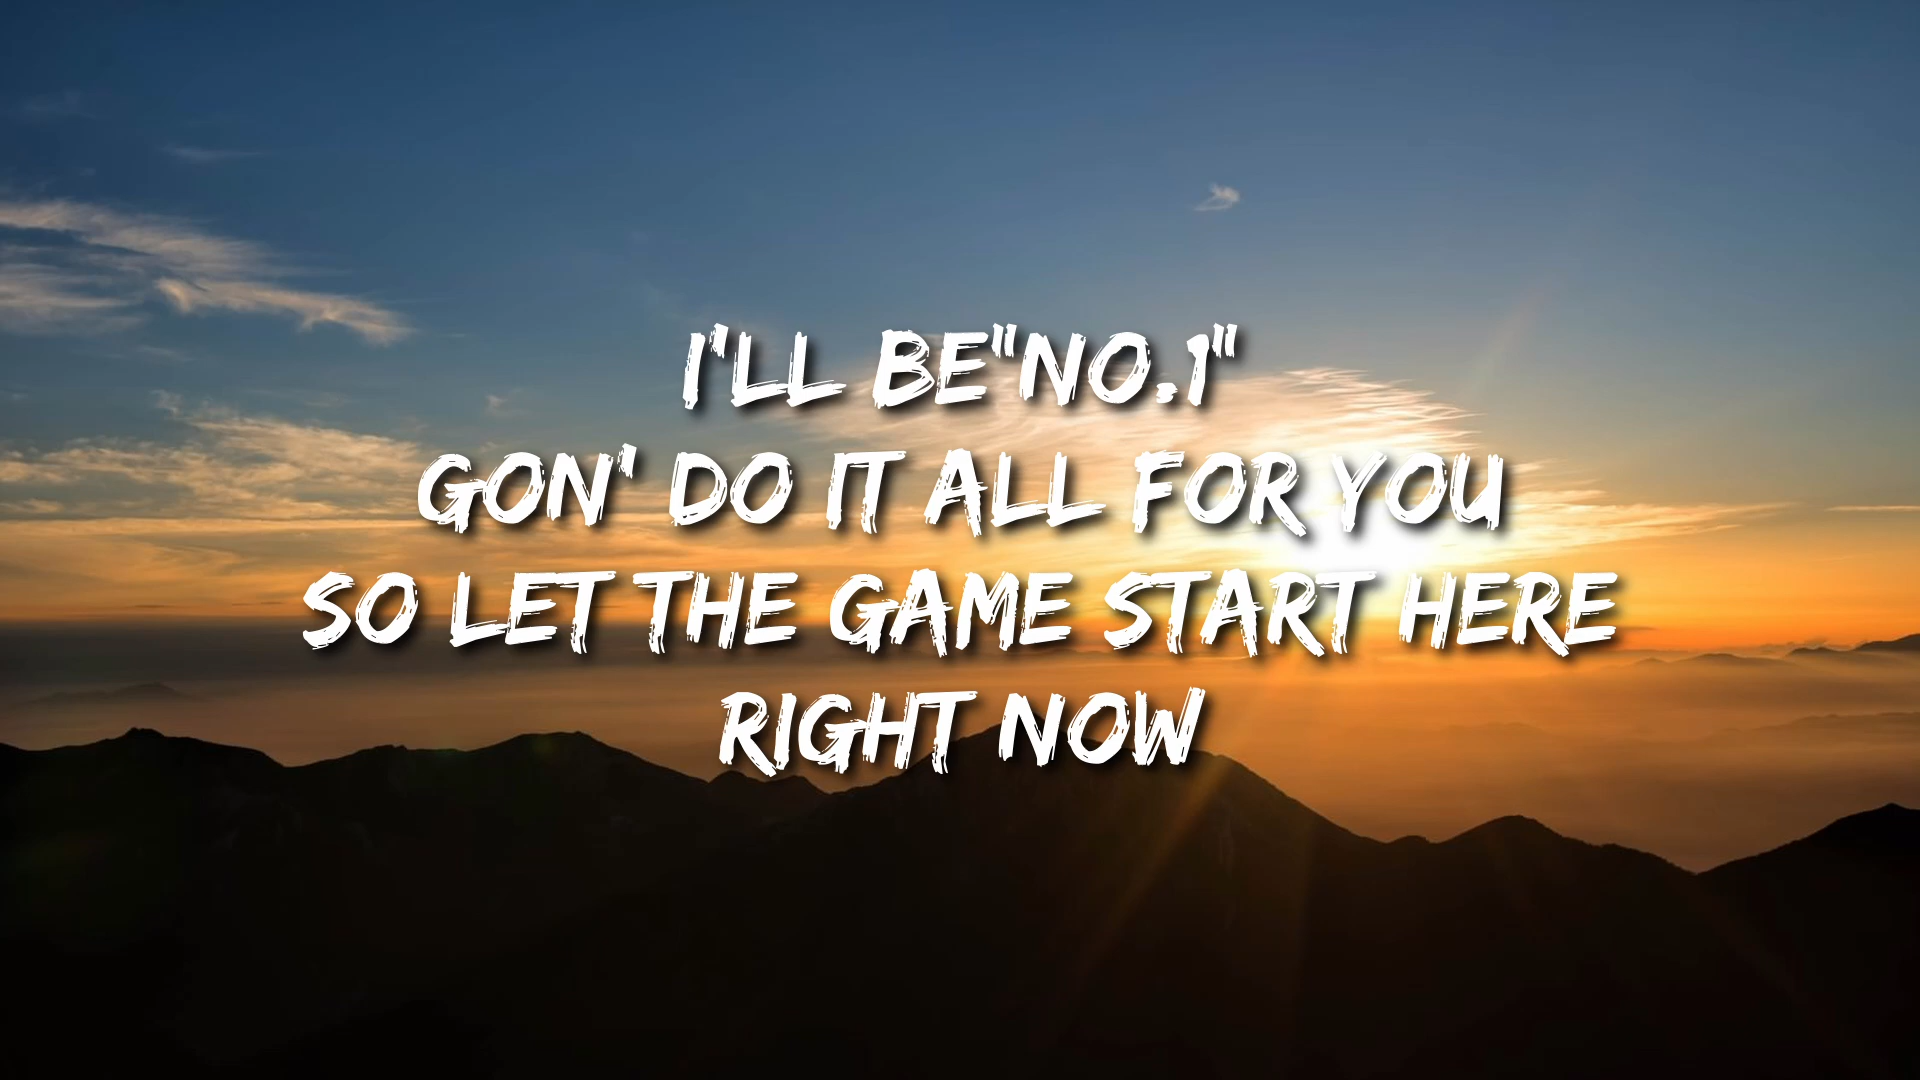 I'LL BE"NO.1"
GON' DO IT ALL FOR YOU
SO LET THE GAME START HERE
RIGHT NOW